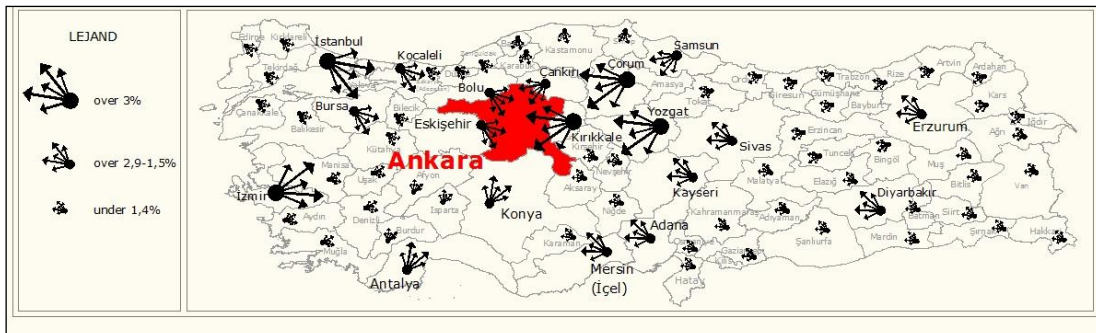 LEJAND
over 3%
over 2,9-1,5%
under 1,4%
Edirne
Kırklareli
Tekirdağ
İstanbul
Kocaeli
Zonguldak
Karabük
Kastamonu
Samsun
Çankırı
Çorum
Amasya
Tokat
Ordu
Giresun
Gümüşhane
Trabzon
Rize
Artvin
Ardahan
Kars
Bayburt
Erzurum
Ağrı
Iğdır
Bolu
Bursa
Bilecik
Eskişehir
Çanakkale
Balıkesir
Kütahya
Ankara
Kırıkkale
Yozgat
Kırşehir
Sivas
Erzincan
Tunceli
Bingöl
Muş
Bitlis
Van
Manisa
Uşak
Afyon
Aksaray
Nevşehir
Kayseri
Malatya
Elazığ
Diyarbakır
Batman
Siirt
Şırnak
Hakkari
İzmir
Aydın
Denizli
Isparta
Burdur
Konya
Niğde
Kahramanmaraş
Adıyaman
Şanlıurfa
Mardin
Muğla
Antalya
Karaman
Mersin
(İçel)
Adana
Osmaniye
Hatay